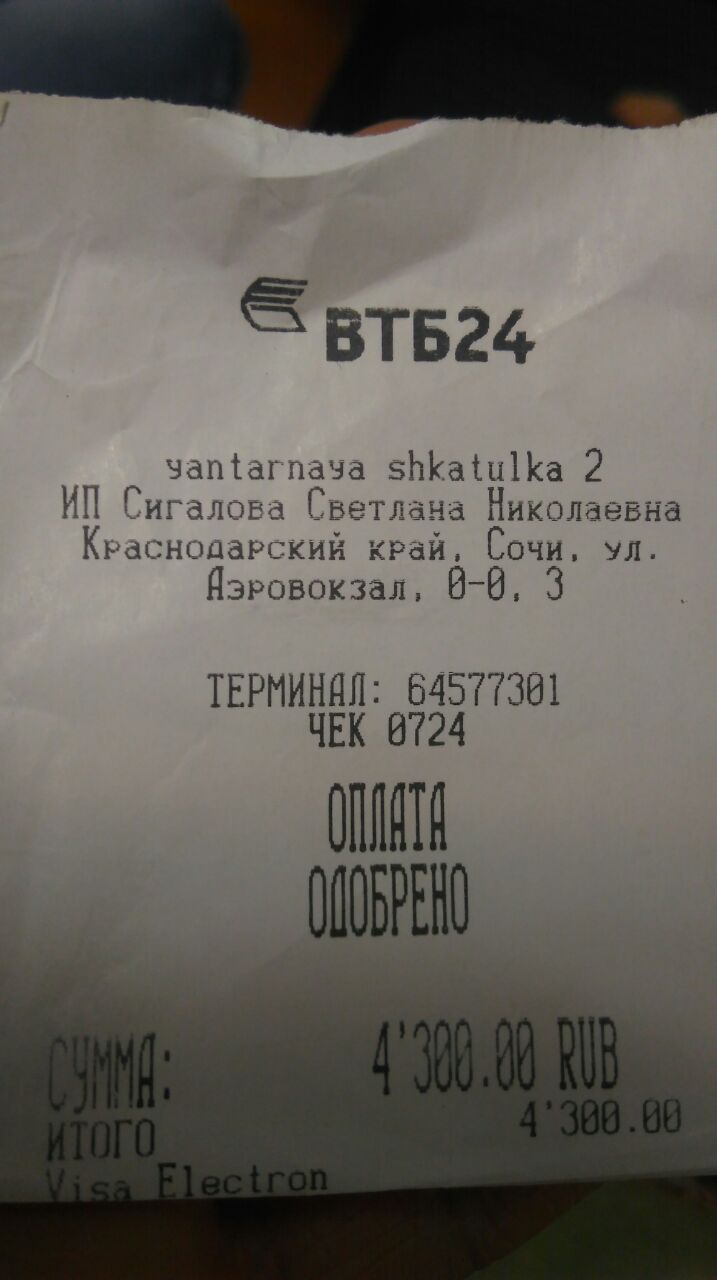 ВТБ24
yantarnaya shkatulka 2
ИП Сигалова Светлана Николаевна
Краснодарский край, Сочи, ул.
Аэровокзал, 0-0, 3
ТЕРМИНАЛ: 64577301
ЧЕК 0724
ОПЛАТА
ОДОБРЕНО
СУММА: 4'300.00 RUB
ИТОГО 4'300.00
Visa Electron